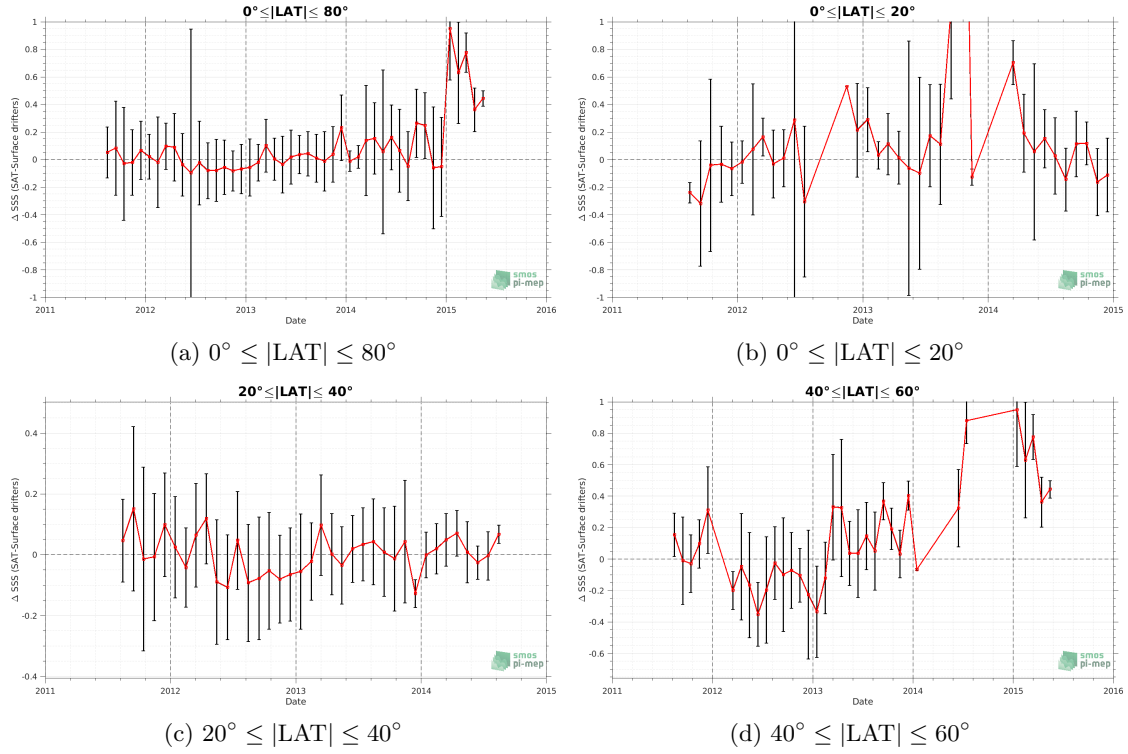 0°≤|LAT|≤ 80°
Δ SSS (SAT-Surface drifters)
1
0.8
0.6
0.4
0.2
0
-0.2
-0.4
-0.6
-0.8
-1
2011
2012
2013
2014
2015
2016
Date
smos
pi-mep
(a) 0° ≤ |LAT| ≤ 80°
0°≤|LAT|≤ 20°
Δ SSS (SAT-Surface drifters)
1
0.8
0.6
0.4
0.2
0
-0.2
-0.4
-0.6
-0.8
-1
2011
2012
2013
2014
2015
Date
smos
pi-mep
(b) 0° ≤ |LAT| ≤ 20°
20°≤|LAT|≤ 40°
Δ SSS (SAT-Surface drifters)
0.4
0.2
0
-0.2
-0.4
2011
2012
2013
2014
2015
Date
smos
pi-mep
(c) 20° ≤ |LAT| ≤ 40°
40°≤|LAT|≤ 60°
Δ SSS (SAT-Surface drifters)
1
0.8
0.6
0.4
0.2
0
-0.2
-0.4
-0.6
2011
2012
2013
2014
2015
2016
Date
smos
pi-mep
(d) 40° ≤ |LAT| ≤ 60°